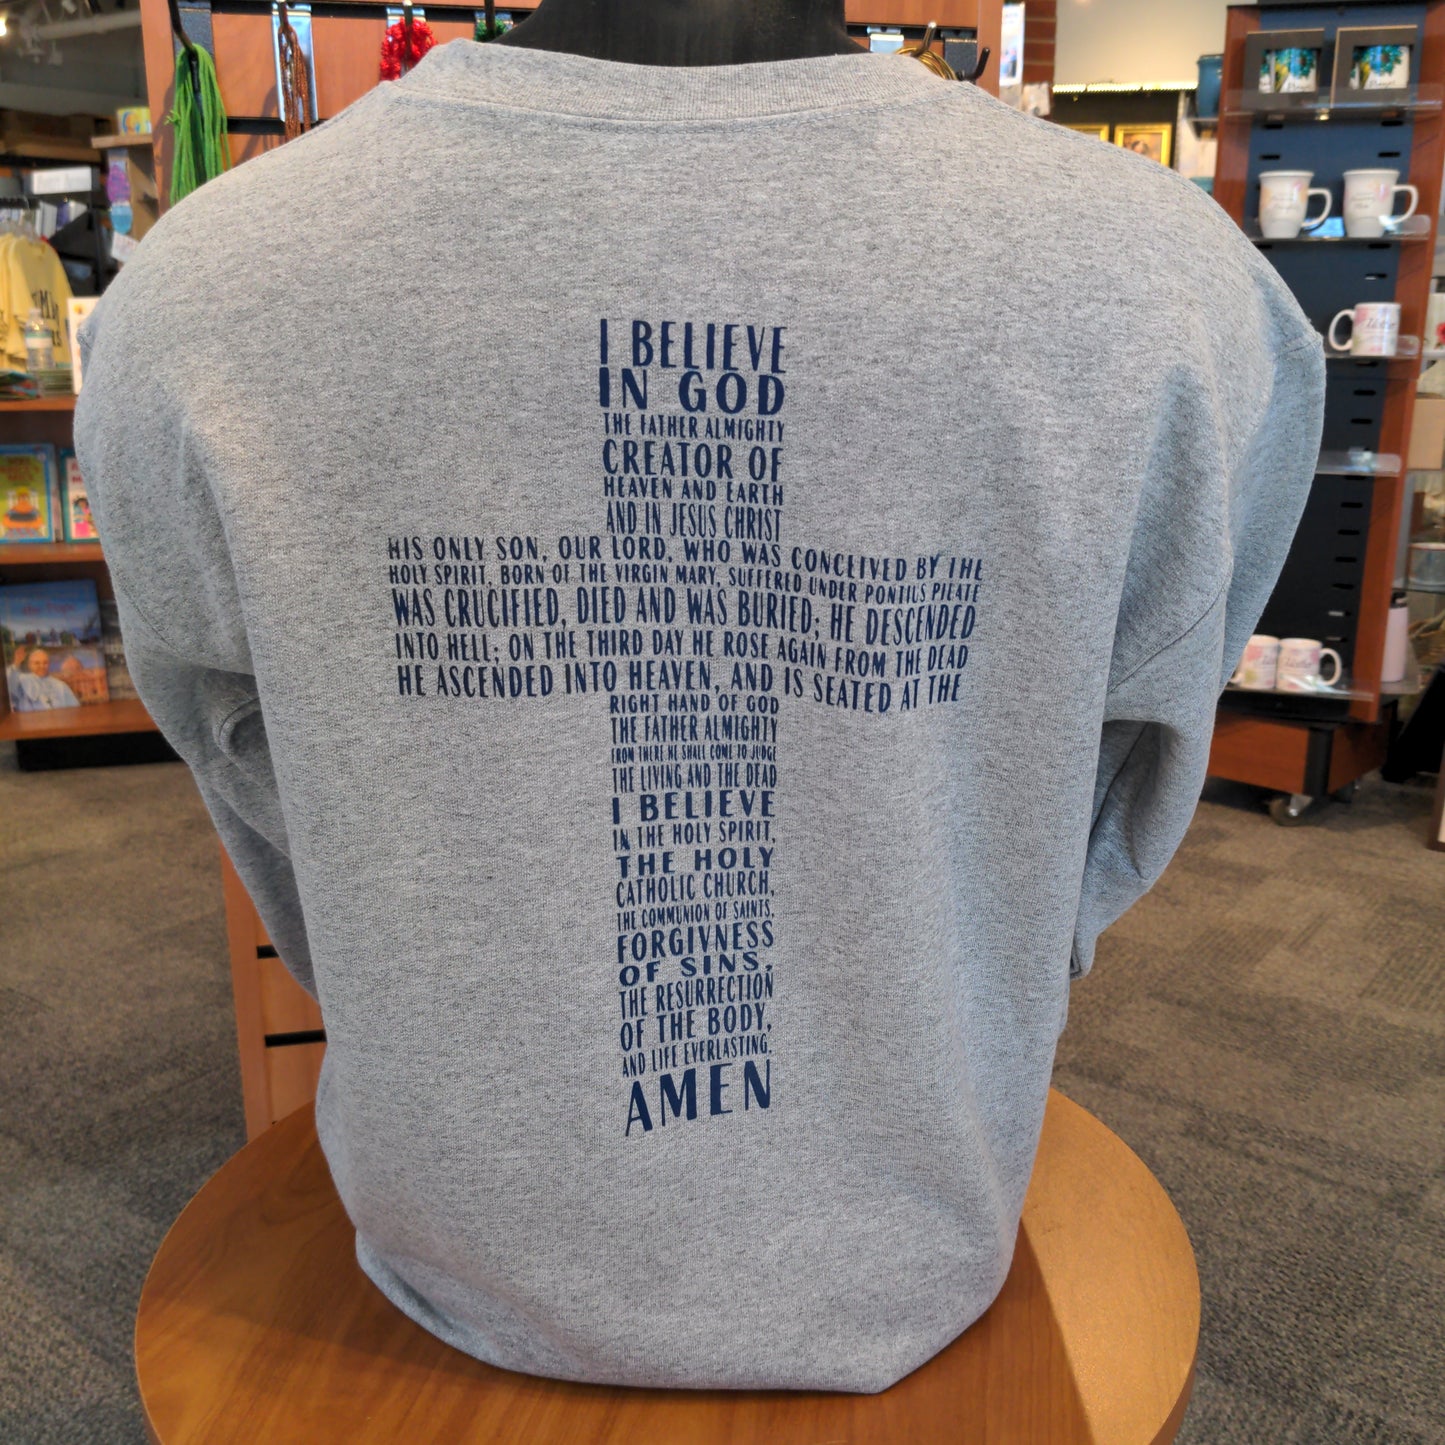 I BELIEVE
IN GOD
THE FATHER ALMIGHTY
CREATOR OF
HEAVEN AND EARTH
AND IN JESUS CHRIST
HIS ONLY SON, OUR LORD, WHO WAS CONCEIVED BY THE
HOLY SPIRIT, BORN OF THE VIRGIN MARY, SUFFERED UNDER PONTIUS PILATE
WAS CRUCIFIED, DIED AND WAS BURIED; HE DESCENDED
INTO HELL; ON THE THIRD DAY HE ROSE AGAIN FROM THE DEAD
HE ASCENDED INTO HEAVEN, AND IS SEATED AT THE
RIGHT HAND OF GOD
THE FATHER ALMIGHTY
FROM THERE HE SHALL COME TO JUDGE
THE LIVING AND THE DEAD
I BELIEVE
IN THE HOLY SPIRIT,
THE HOLY
CATHOLIC CHURCH,
THE COMMUNION OF SAINTS,
FORGIVNESS
OF SINS,
THE RESURRECTION
OF THE BODY,
AND LIFE EVERLASTING.
AMEN